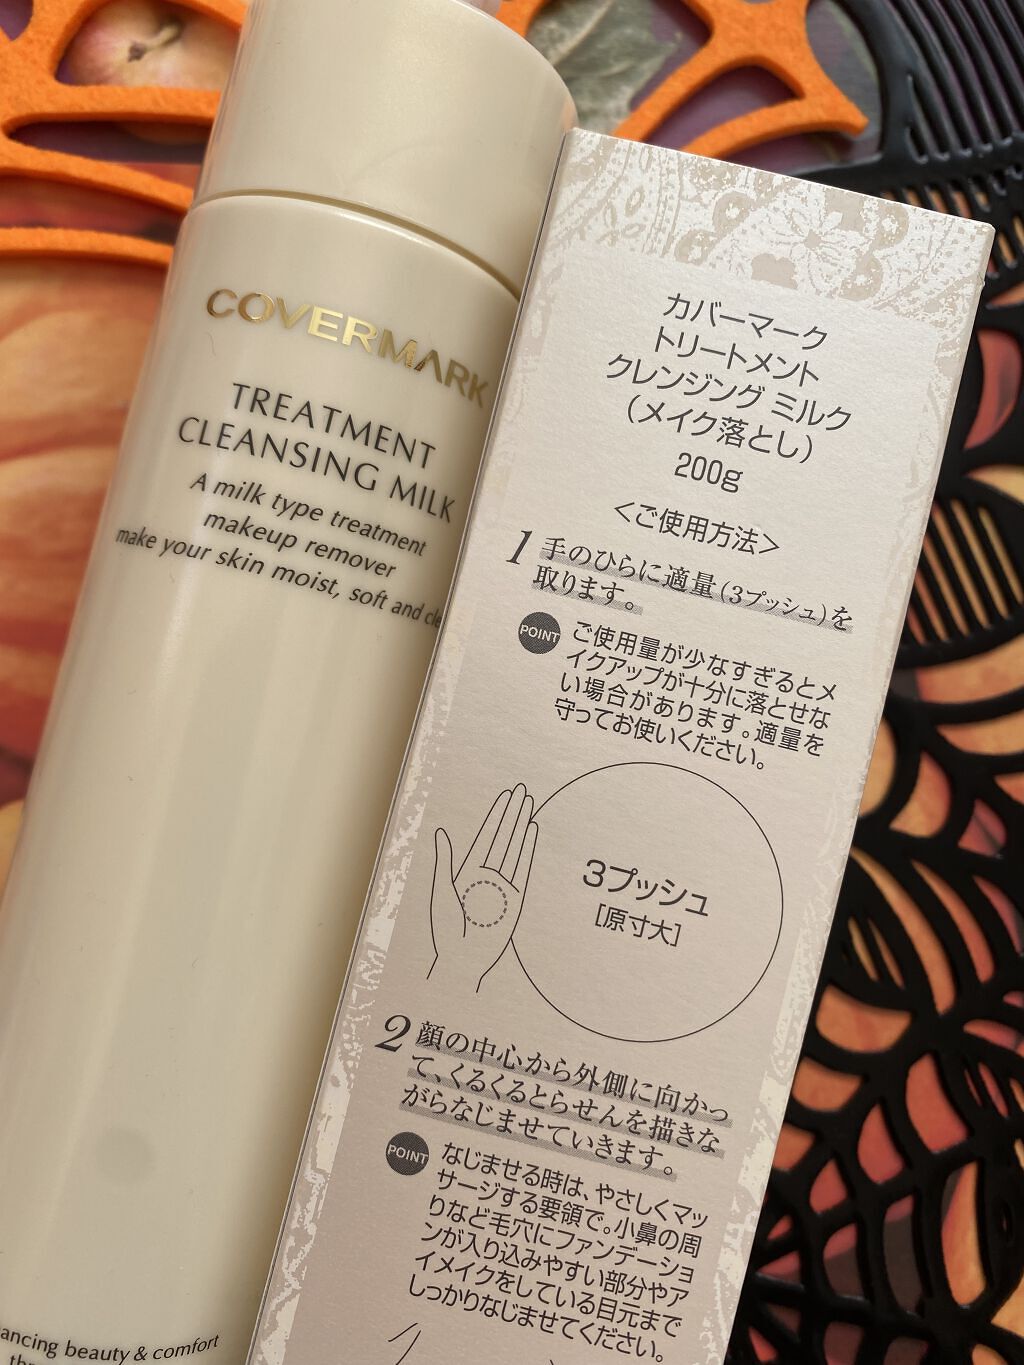 COVERMARK
TREATMENT
CLEANSING MILK
A milk type treatment
makeup remover
make your skin moist, soft and
beauty & comfort
カバーマーク
トリートメント
クレンジング ミルク
(メイク落とし)
200g
<ご使用方法>
1 手のひらに適量(3プッシュ)を
取ります。
POINT ご使用量が少なすぎるとメ
イクアップが十分に落とせな
い場合があります。適量を
守ってお使いください。
3プッシュ
[原寸大]
2 顔の中心から外側に向かっ
て、くるくるとらせんを描きな
がらなじませていきます。
POINT なじませる時は、やさしくマッ
サージする要領で。小鼻の周
りなど毛穴にファンデーショ
ンが入り込みやすい部分やア
イメイクをしている目元まで
しっかりなじませてください。